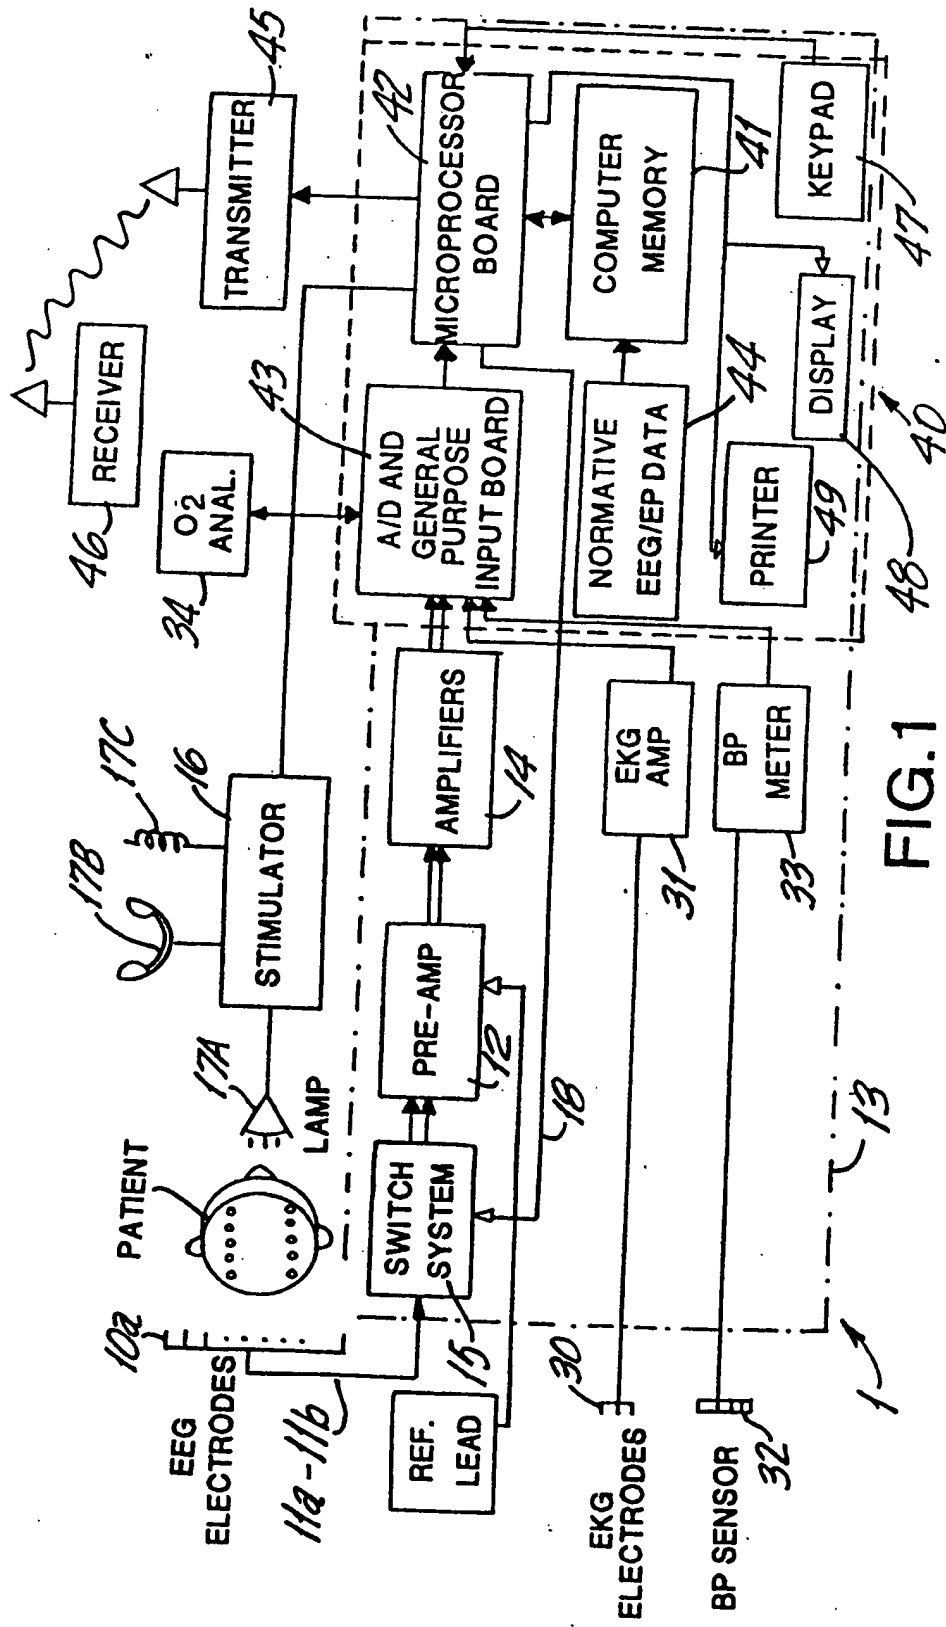 RECEIVER
46
TRANSMITTER
45
O2
ANAL.
34
17C
17B
16
STIMULATOR
17A
LAMP
PATIENT
10a
EEG
ELECTRODES
11a-11b
SWITCH
SYSTEM
15
REF.
LEAD
PRE-AMP
12
AMPLIFIERS
14
18
43
A/D AND
GENERAL
PURPOSE
INPUT BOARD
42
MICROPROCESSOR
BOARD
COMPUTER
MEMORY
41
NORMATIVE
EEG/EP DATA
44
PRINTER
49
DISPLAY
48
KEYPAD
47
40
EKG
AMP
31
BP
METER
33
30
EKG
ELECTRODES
BP SENSOR
32
1
13
FIG.1